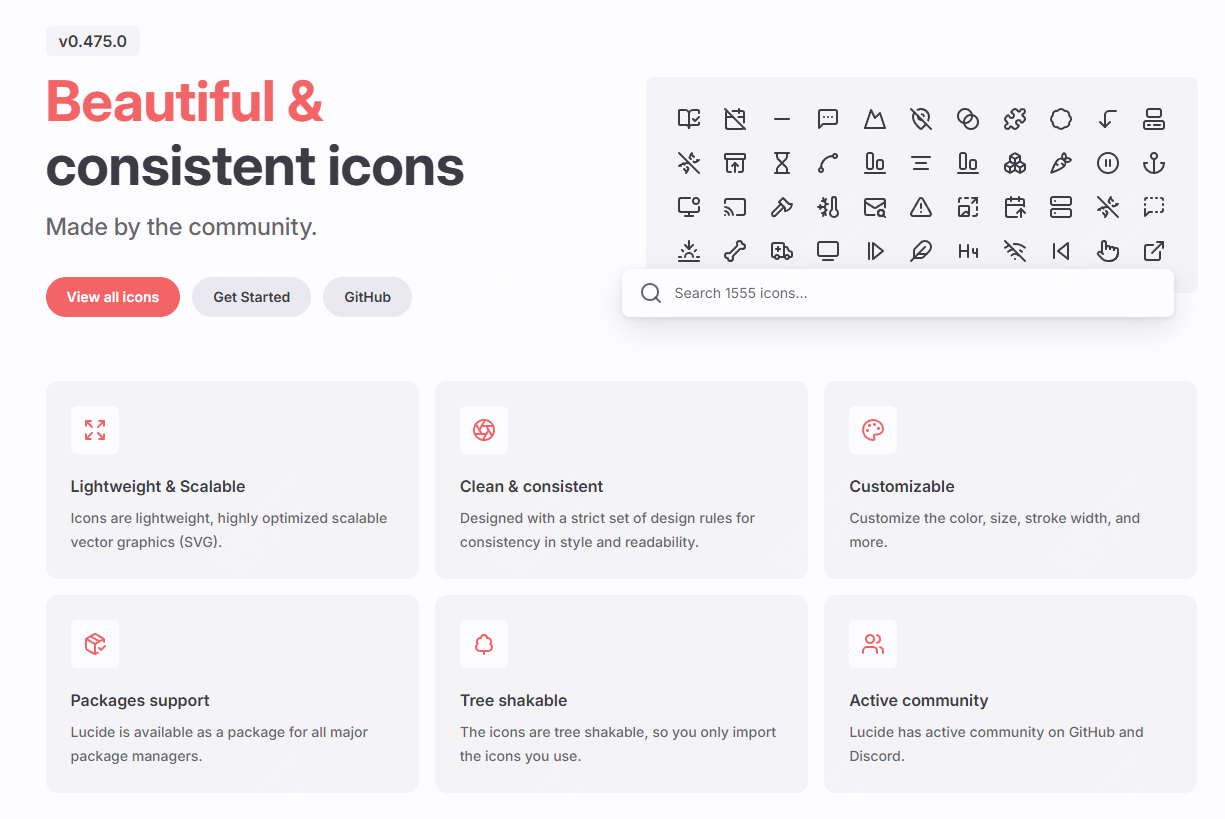 v0.475.0
Beautiful &
consistent icons
Made by the community.
View all icons
Get Started
GitHub
H4
Search 1555 icons...
Lightweight & Scalable
Icons are lightweight, highly optimized scalable
vector graphics (SVG).
Clean & consistent
Designed with a strict set of design rules for
consistency in style and readability.
Customizable
Customize the color, size, stroke width, and
more.
Packages support
Lucide is available as a package for all major
package managers.
Tree shakable
The icons are tree shakable, so you only import
the icons you use.
Active community
Lucide has active community on GitHub and
Discord.